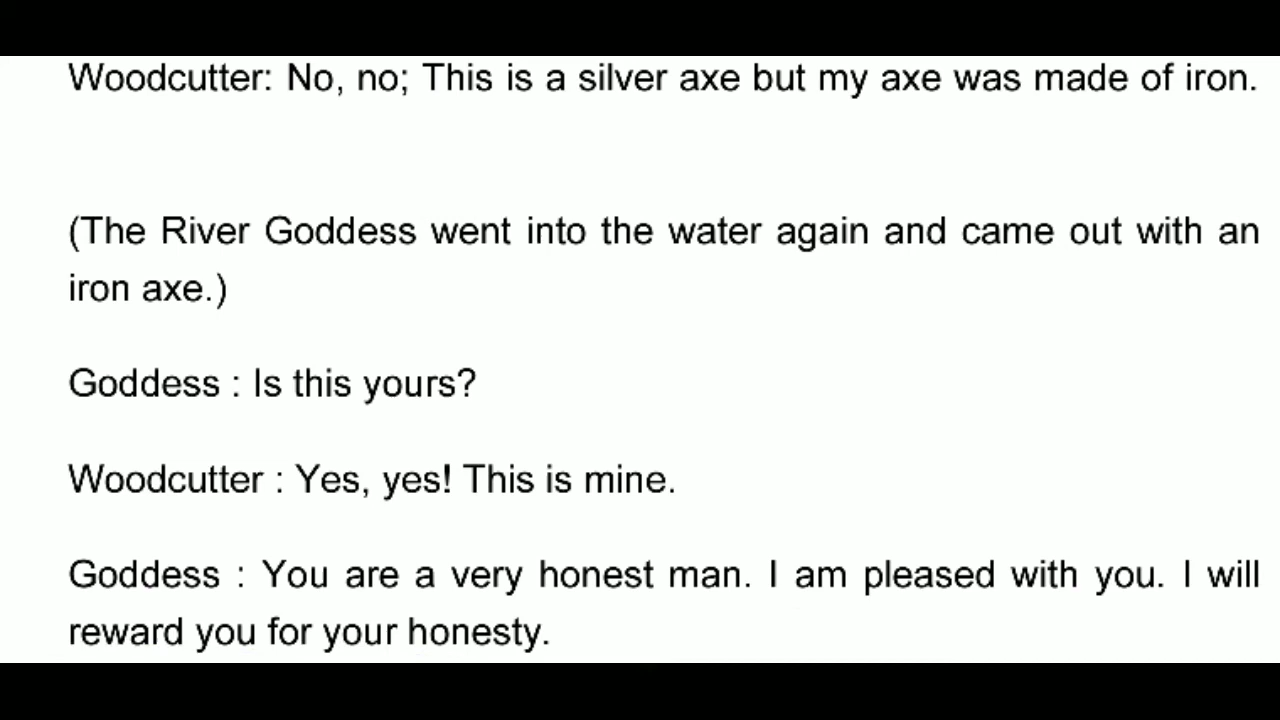 Woodcutter: No, no; This is a silver axe but my axe was made of iron.
(The River Goddess went into the water again and came out with an
iron axe.)
Goddess : Is this yours?
Woodcutter : Yes, yes! This is mine.
Goddess : You are a very honest man. I am pleased with you. I will
reward you for your honesty.